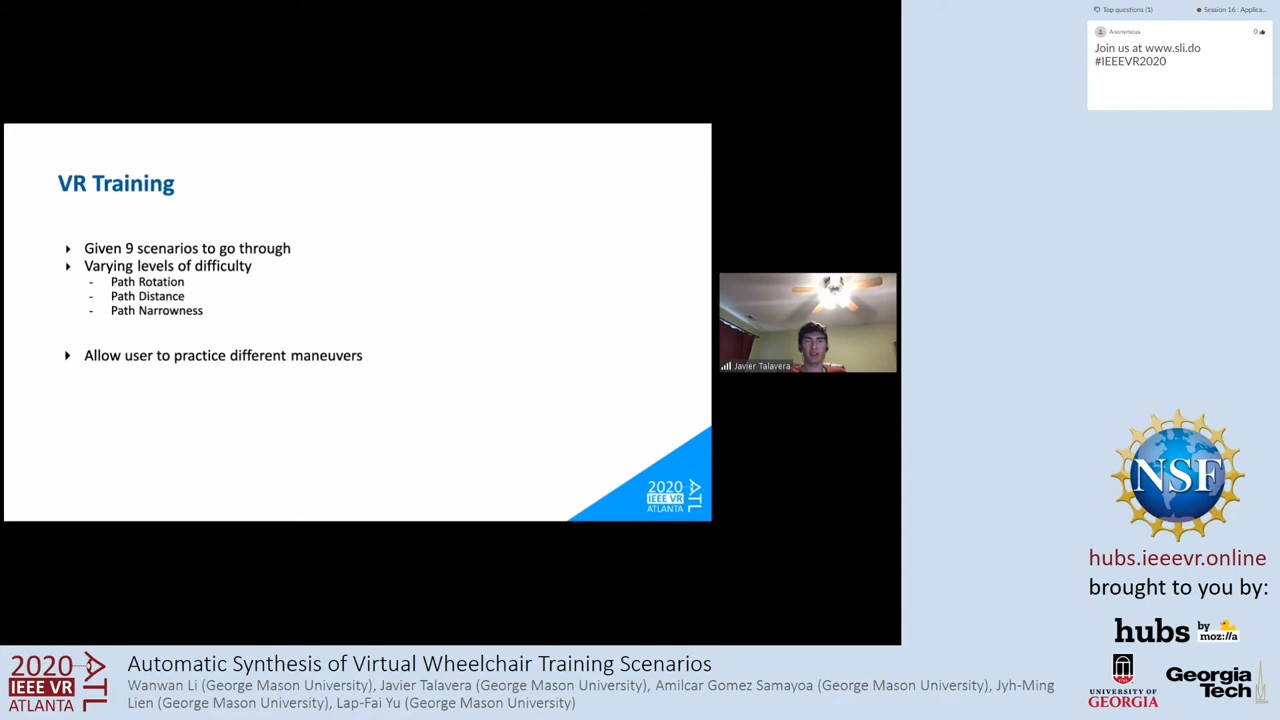 Top questions (1)
Session 16 : Applica...
Anonymous
0
Join us at www.sli.do
#IEEEVR2020
VR Training
Given 9 scenarios to go through
Varying levels of difficulty
- Path Rotation
- Path Distance
- Path Narrowness
Allow user to practice different maneuvers
Javier Talavera
2020
IEEE VR
ATLANTA
ATL
NSF
hubs.ieeevr.online
brought to you by:
hubs by moz://a
UNIVERSITY OF
GEORGIA
Georgia
Tech
2020
IEEE VR
ATLANTA
ATL
Automatic Synthesis of Virtual Wheelchair Training Scenarios
Wanwan Li (George Mason University), Javier Talavera (George Mason University), Amilcar Gomez Samayoa (George Mason University), Jyh-Ming
Lien (George Mason University), Lap-Fai Yu (George Mason University)